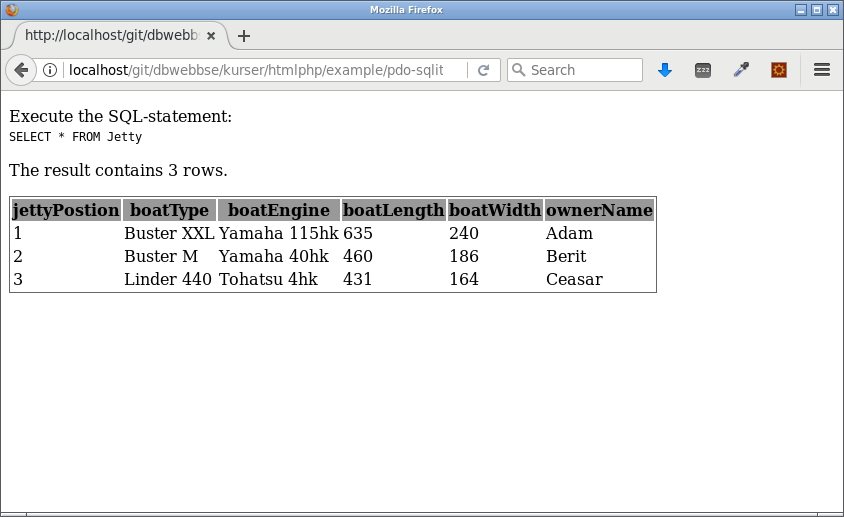 Mozilla Firefox
http://localhost/git/dbwebb
localhost/git/dbwebbse/kurser/htmlphp/example/pdo-sqlit
Search
zzz
Execute the SQL-statement:
SELECT * FROM Jetty
The result contains 3 rows.
jettyPostion boatType boatEngine boatLength boatWidth ownerName
1 Buster XXL Yamaha 115hk 635 240 Adam
2 Buster M Yamaha 40hk 460 186 Berit
3 Linder 440 Tohatsu 4hk 431 164 Ceasar